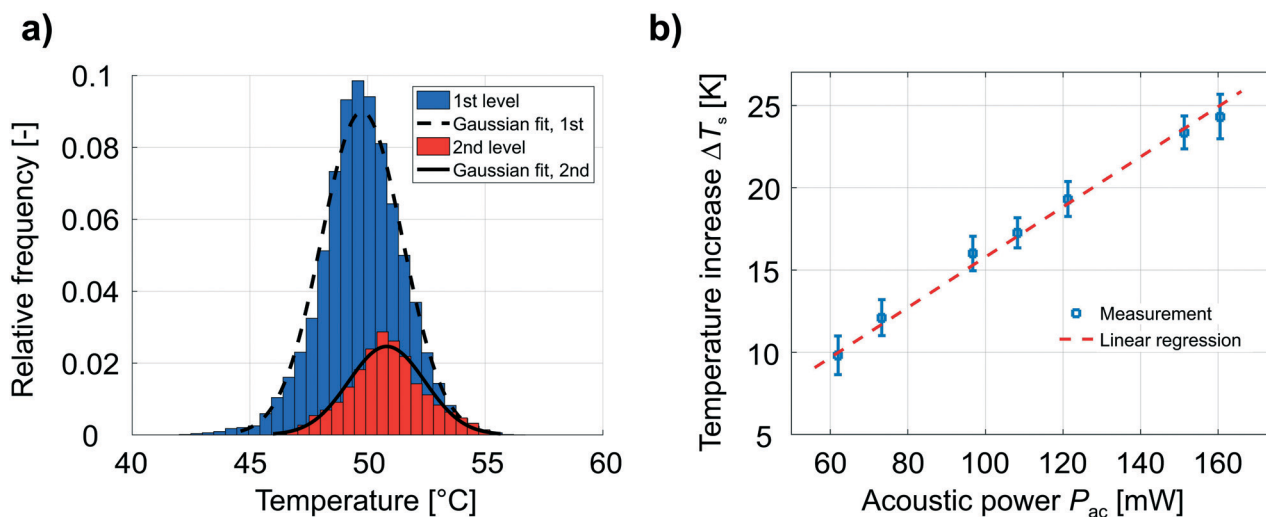 a)
0.1
0.08
0.06
0.04
0.02
0
Relative frequency [-]
1st level
Gaussian fit, 1st
2nd level
Gaussian fit, 2nd
40 45 50 55 60
Temperature [°C]
b)
25
20
15
10
5
Temperature increase ΔTs [K]
Measurement
Linear regression
60 80 100 120 140 160
Acoustic power Pac [mW]